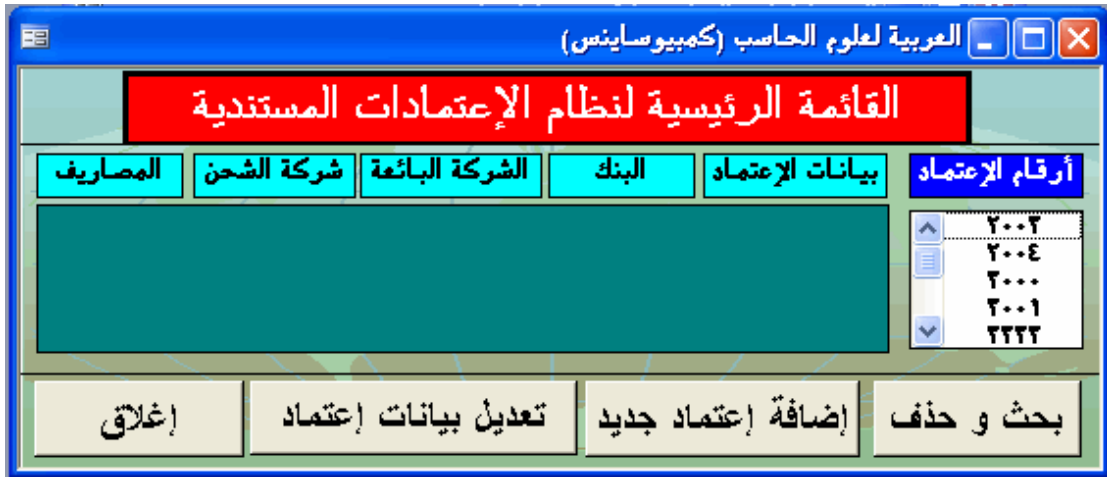 العربية لعلوم الحاسب (كمبيوساينس)
القائمة الرئيسية لنظام الإعتمادات المستندية
أرقام الإعتماد بيانات الإعتماد البنك الشركة البائعة شركة الشحن المصاريف
٢٠٠٣
٢٠٠٤
٢٠٠٠
٢٠٠١
٢٢٢٢
بحث و حذف إضافة إعتماد جديد تعديل بيانات إعتماد إغلاق